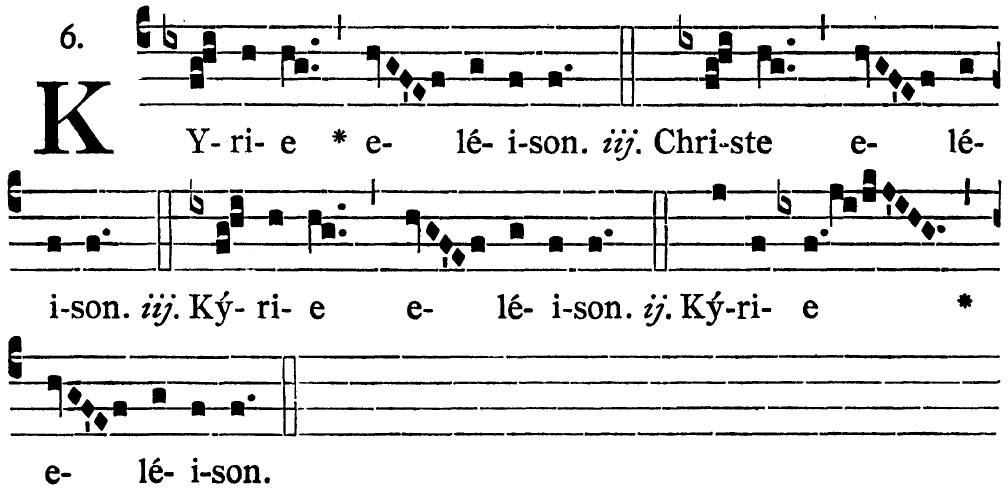 6.
KY-ri- e * e- lé- i-son. iij. Chri-ste e- lé-
i-son. iij. Ký- ri- e e- lé- i-son. ij. Ký-ri- e *
e- lé- i-son.